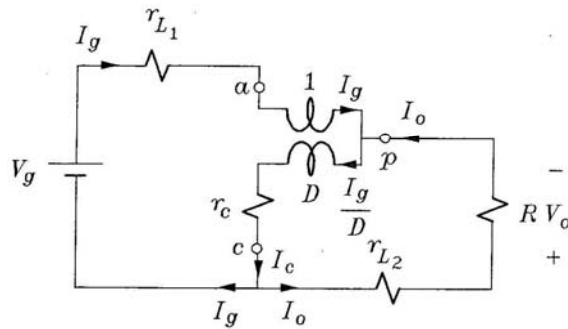 r_{L_1}
I_g
a
1
I_g
I_o
p
V_g
r_c
D
I_g/D
−
R V_o
+
c
I_c
r_{L_2}
I_g
I_o